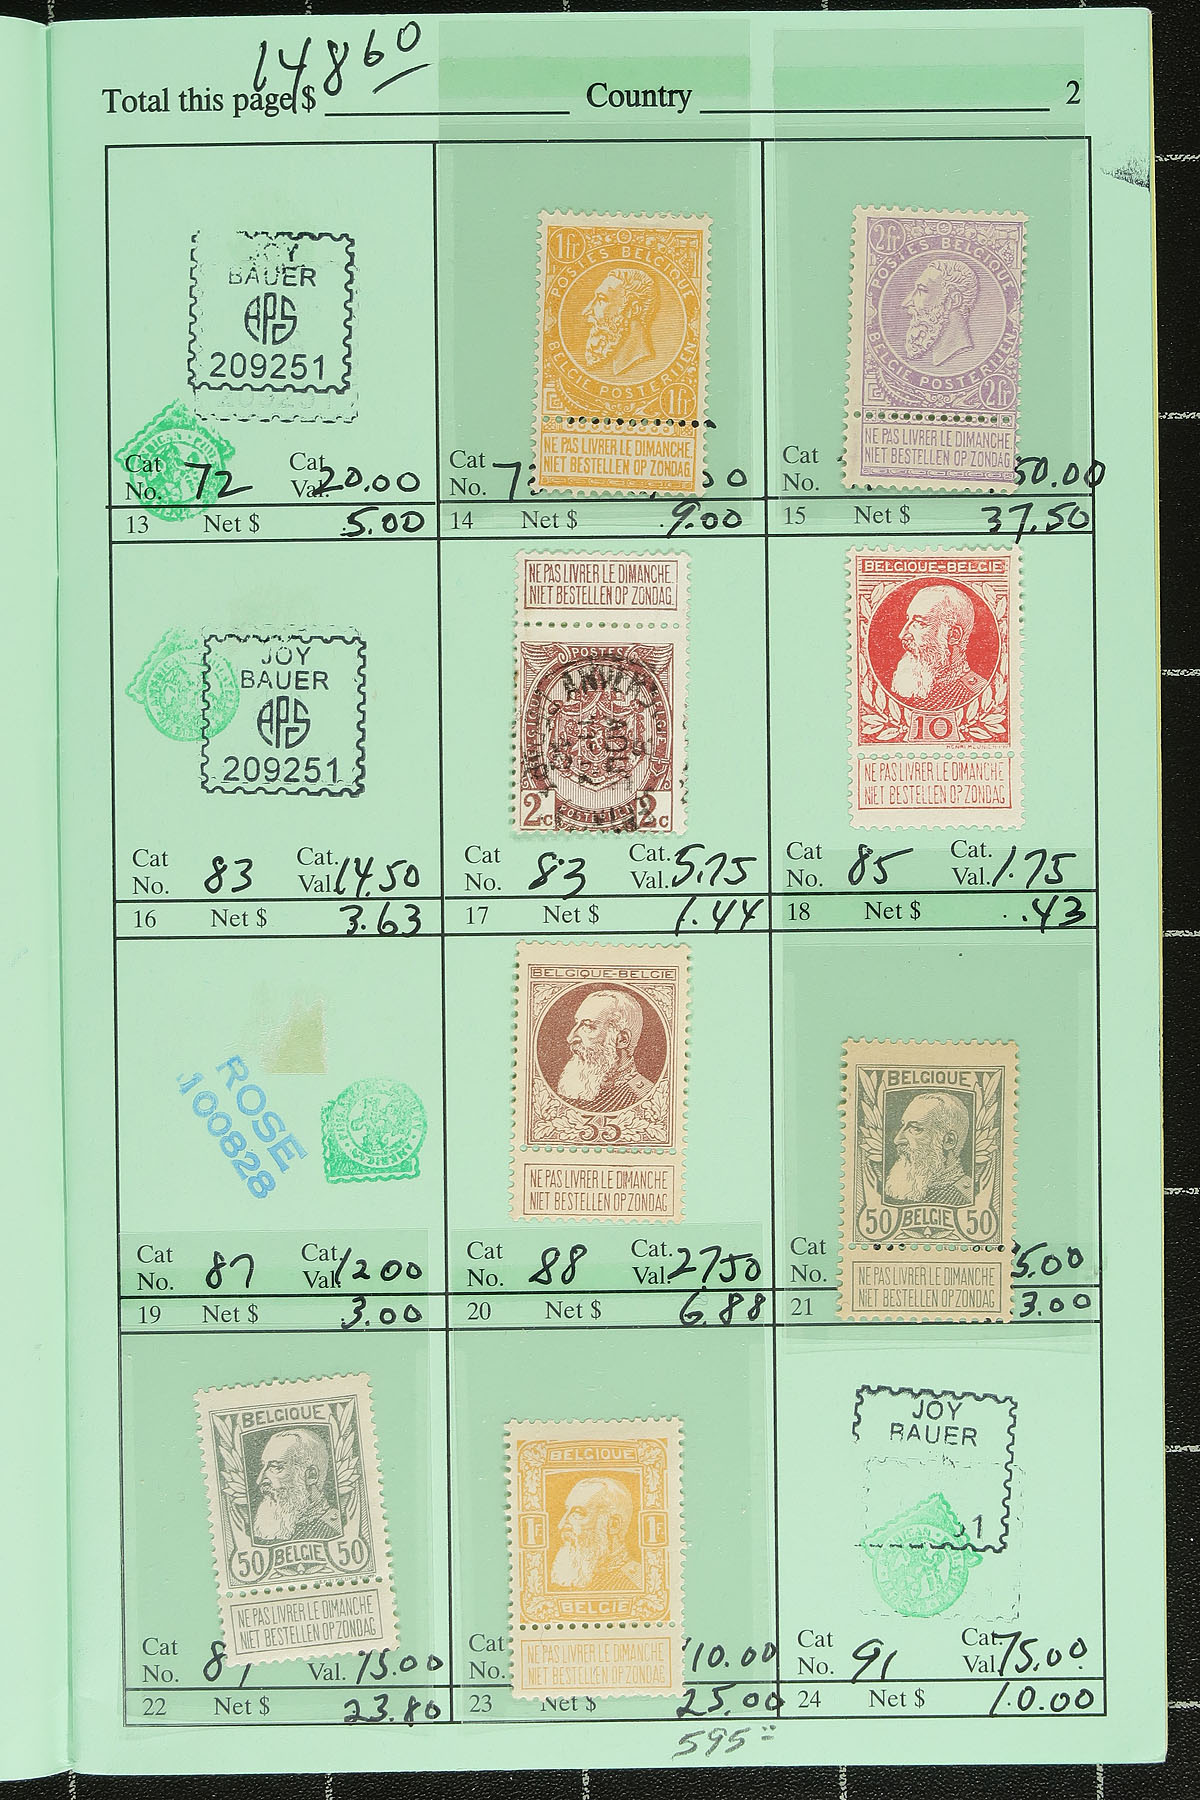 14860
Total this page $ Country 2
JOY
BAUER
APS
209251
Cat No. 72 Cat Val. 20.00
13 Net $ 5.00
1fr
POSTES BELGIQUE
BELGIE POSTERIJEN
1fr
NE PAS LIVRER LE DIMANCHE
NIET BESTELLEN OP ZONDAG.
Cat No.
14 Net $ 9.00
2fr
POSTES BELGIQUE
BELGIE POSTERIJEN
2fr
NE PAS LIVRER LE DIMANCHE
NIET BESTELLEN OP ZONDAG.
Cat No. 50.00
15 Net $ 37.50
JOY
BAUER
APS
209251
Cat No. 83 Cat. Val. 14.50
16 Net $ 3.63
NE PAS LIVRER LE DIMANCHE
NIET BESTELLEN OP ZONDAG.
POSTES
2c 2c
Cat No. 83 Cat. Val. 5.75
17 Net $ 1.44
BELGIQUE-BELGIE
10
NE PAS LIVRER LE DIMANCHE
NIET BESTELLEN OP ZONDAG
Cat No. 85 Cat. Val. 1.75
18 Net $ .43
ROSE
100828
Cat No. 87 Cat. Val. 12.00
19 Net $ 3.00
BELGIQUE-BELGIE
35
NE PAS LIVRER LE DIMANCHE
NIET BESTELLEN OP ZONDAG
Cat No. 88 Cat. Val. 27.50
20 Net $ 6.88
BELGIQUE
50 BELGIE 50
NE PAS LIVRER LE DIMANCHE
NIET BESTELLEN OP ZONDAG
Cat No. 5.00
21 3.00
BELGIQUE
50 BELGIE 50
NE PAS LIVRER LE DIMANCHE
NIET BESTELLEN OP ZONDAG
Cat No. Val. 75.00
22 Net $ 23.80
BELGIQUE
1F 1F
BELGIE
NE PAS LIVRER LE DIMANCHE
NIET BESTELLEN OP ZONDAG
Cat No. 110.00
23 Net $ 25.00
JOY
BAUER
Cat No. 91 Cat. Val. 75.00
24 Net $ 10.00
595